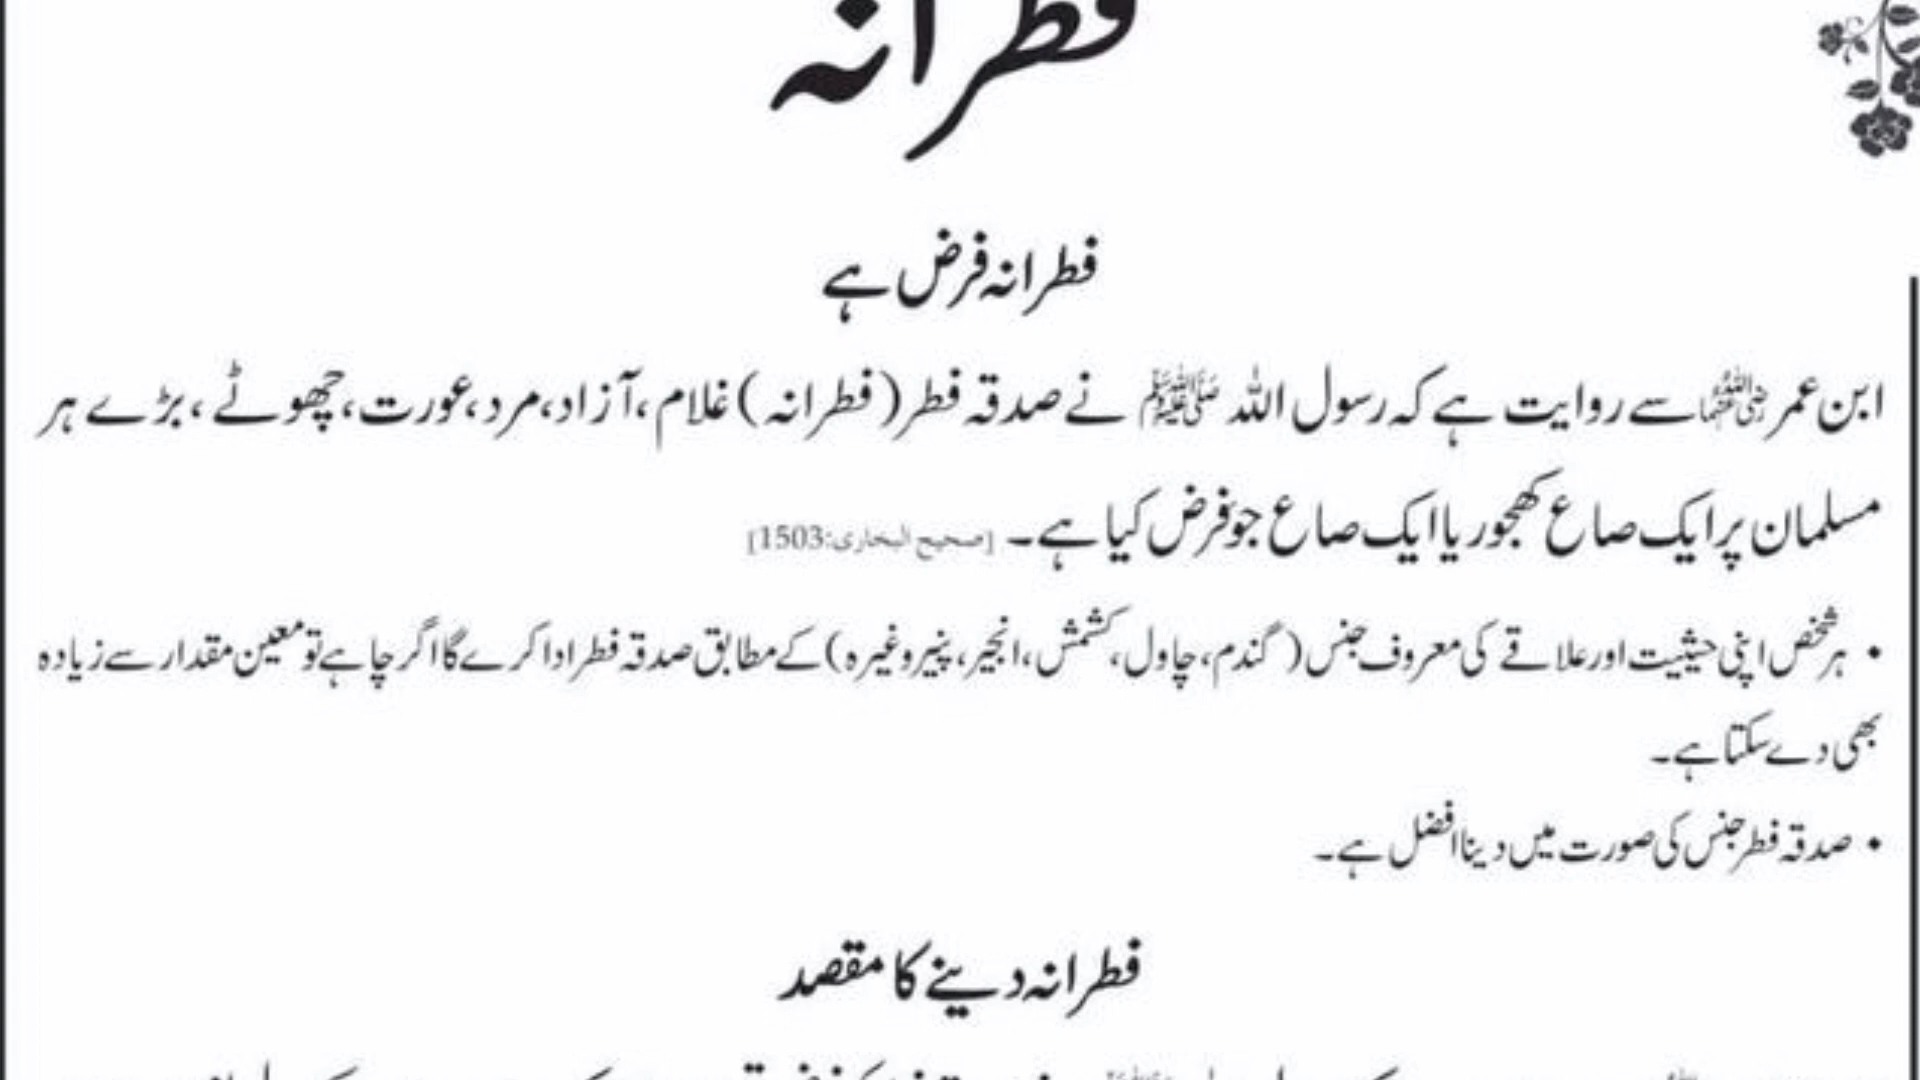 فطرانہ
فطرانہ فرض ہے
ابن عمر رضی اللہ عنہما سے روایت ہے کہ رسول اللہ ﷺ نے صدقہ فطر (فطرانہ) غلام، آزاد، مرد، عورت، چھوٹے، بڑے ہر
مسلمان پر ایک صاع کھجور یا ایک صاع جو فرض کیا ہے۔ [صحیح البخاری:1503]
• ہر شخص اپنی حیثیت اور علاقے کی معروف جنس (گندم، چاول، کشمش، انجیر، پنیر وغیرہ) کے مطابق صدقہ فطر ادا کرے گا اگر چاہے تو معین مقدار سے زیادہ
بھی دے سکتا ہے۔
• صدقہ فطر جنس کی صورت میں دینا افضل ہے۔
فطرانہ دینے کا مقصد